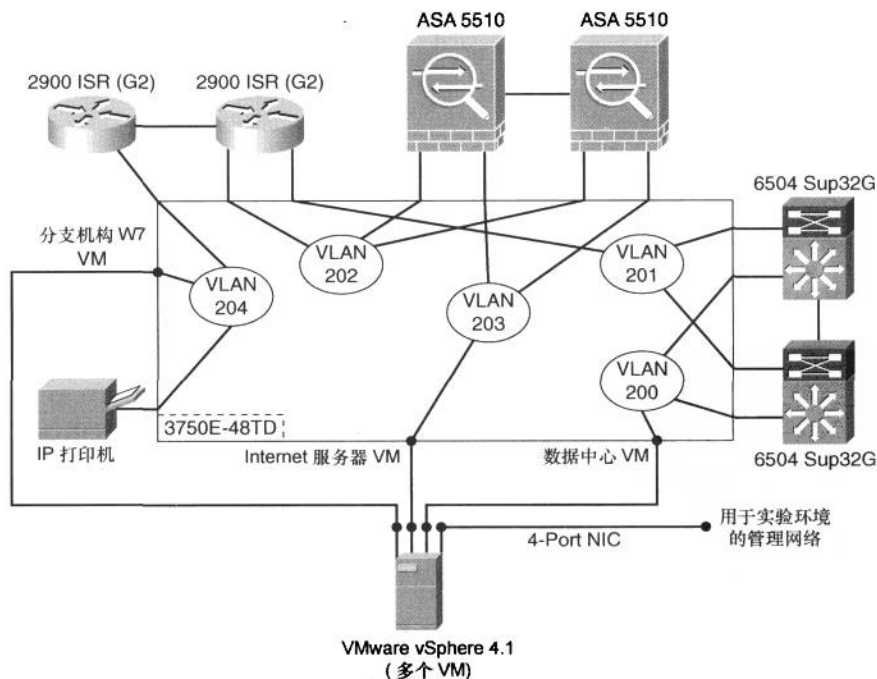 ASA 5510
ASA 5510
2900 ISR (G2)
2900 ISR (G2)
6504 Sup32G
分支机构 W7
VM
VLAN
204
VLAN
202
VLAN
203
VLAN
201
VLAN
200
3750E-48TD
IP 打印机
Internet 服务器 VM
数据中心 VM
6504 Sup32G
4-Port NIC
用于实验环境
的管理网络
VMware vSphere 4.1
(多个 VM)